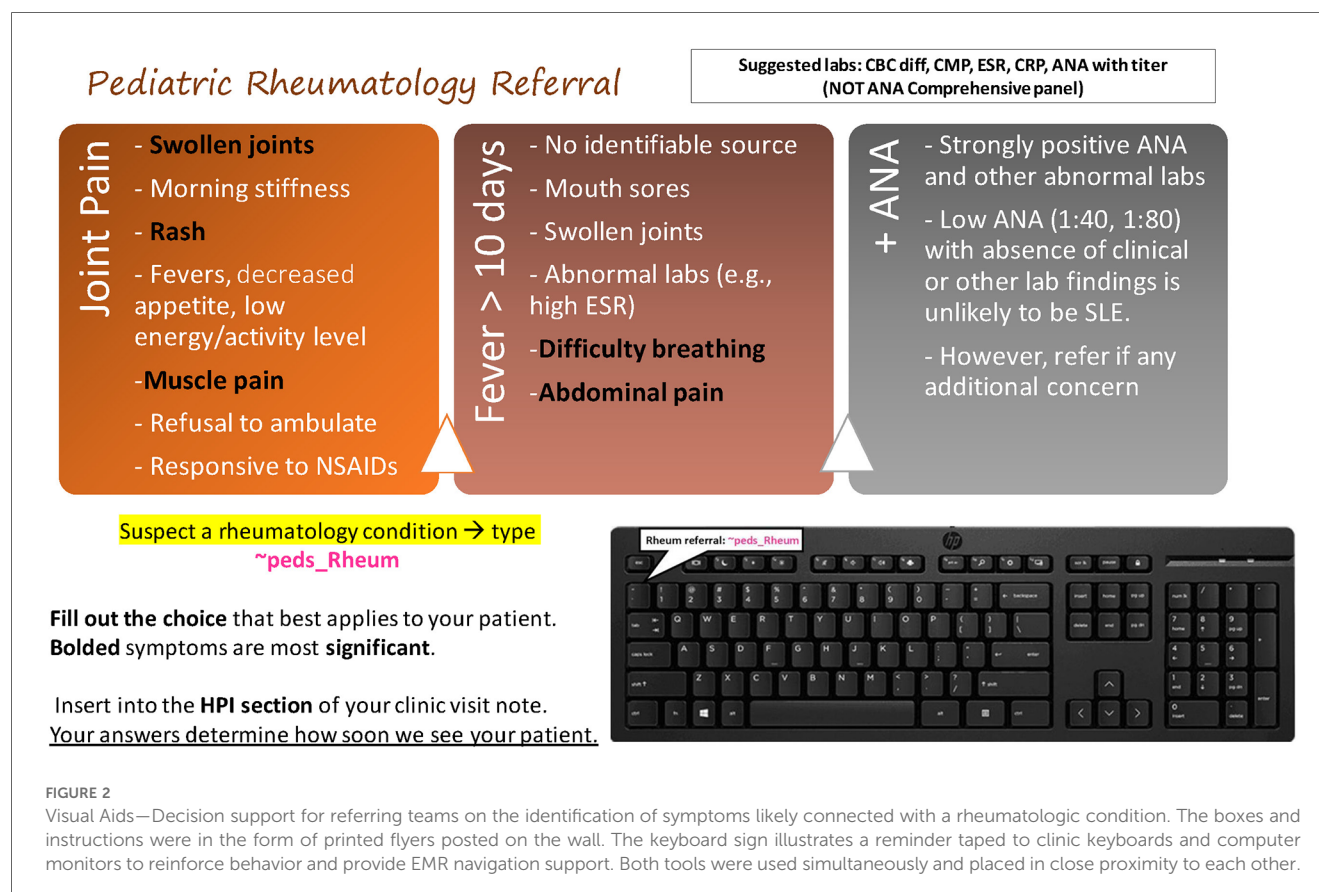 Pediatric Rheumatology Referral
Suggested labs: CBC diff, CMP, ESR, CRP, ANA with titer
(NOT ANA Comprehensive panel)
Joint Pain
- Swollen joints
- Morning stiffness
- Rash
- Fevers, decreased
appetite, low
energy/activity level
-Muscle pain
- Refusal to ambulate
- Responsive to NSAIDs
Fever > 10 days
- No identifiable source
- Mouth sores
- Swollen joints
- Abnormal labs (e.g.,
high ESR)
-Difficulty breathing
-Abdominal pain
+ ANA
- Strongly positive ANA
and other abnormal labs
- Low ANA (1:40, 1:80)
with absence of clinical
or other lab findings is
unlikely to be SLE.
- However, refer if any
additional concern
Suspect a rheumatology condition → type
~peds_Rheum
Fill out the choice that best applies to your patient.
Bolded symptoms are most significant.
Insert into the HPI section of your clinic visit note.
Your answers determine how soon we see your patient.
Rheum referral: ~peds_Rheum
hp
Q W E R T Y U I O P
A S D F G H J K L
Z X C V B N M
FIGURE 2
Visual Aids—Decision support for referring teams on the identification of symptoms likely connected with a rheumatologic condition. The boxes and
instructions were in the form of printed flyers posted on the wall. The keyboard sign illustrates a reminder taped to clinic keyboards and computer
monitors to reinforce behavior and provide EMR navigation support. Both tools were used simultaneously and placed in close proximity to each other.